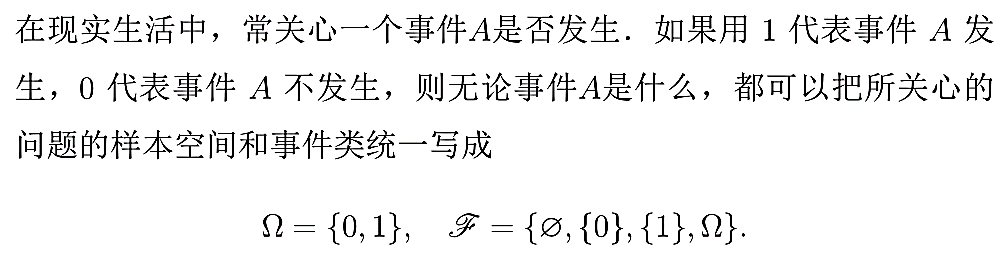 在现实生活中，常关心一个事件A是否发生．如果用 1 代表事件 A 发
生，0 代表事件 A 不发生，则无论事件A是什么，都可以把所关心的
问题的样本空间和事件类统一写成
Ω = {0, 1}, ℱ = {∅, {0}, {1}, Ω}.